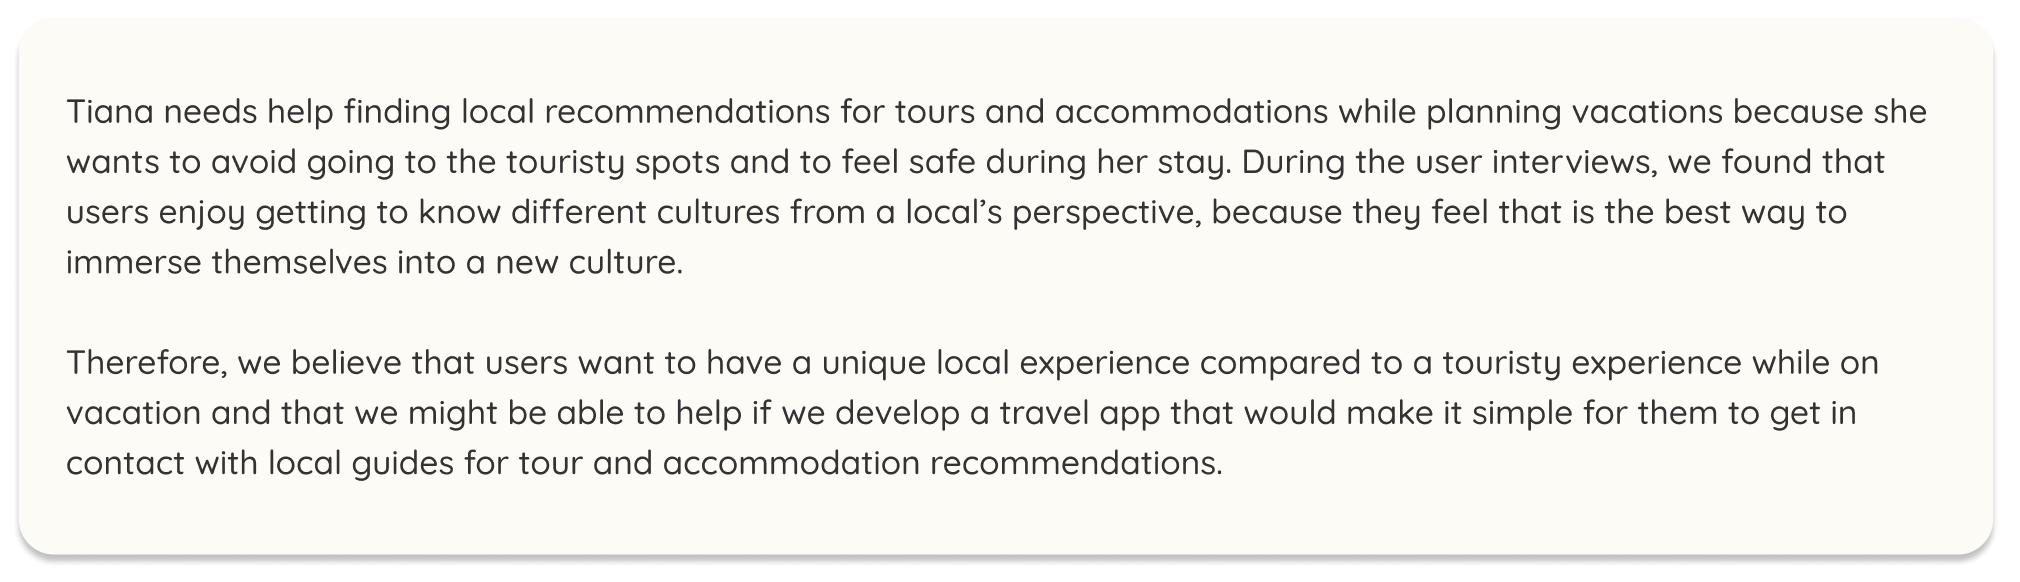 Tiana needs help finding local recommendations for tours and accommodations while planning vacations because she
wants to avoid going to the touristy spots and to feel safe during her stay. During the user interviews, we found that
users enjoy getting to know different cultures from a local’s perspective, because they feel that is the best way to
immerse themselves into a new culture.
Therefore, we believe that users want to have a unique local experience compared to a touristy experience while on
vacation and that we might be able to help if we develop a travel app that would make it simple for them to get in
contact with local guides for tour and accommodation recommendations.